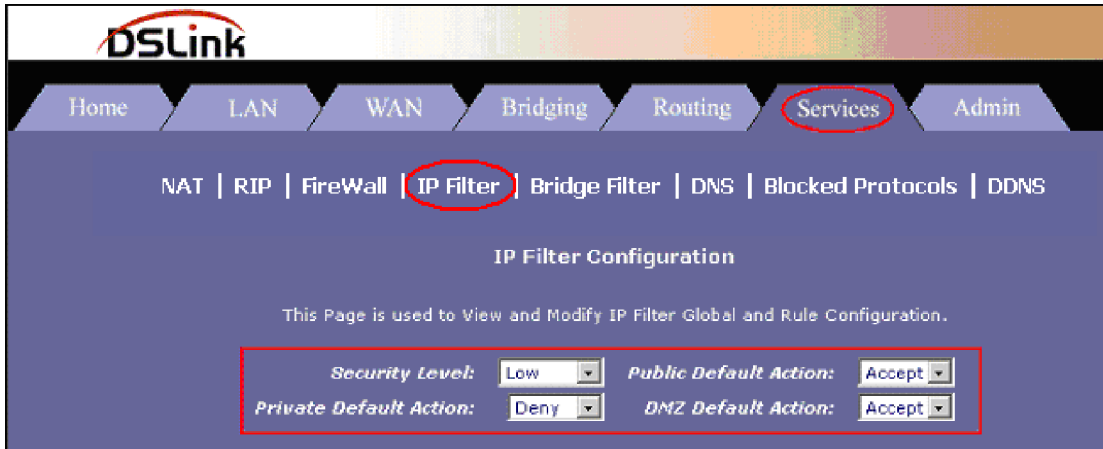 DSLink
Home LAN WAN Bridging Routing Services Admin
NAT | RIP | FireWall | IP Filter | Bridge Filter | DNS | Blocked Protocols | DDNS
IP Filter Configuration
This Page is used to View and Modify IP Filter Global and Rule Configuration.
Security Level: Low Public Default Action: Accept
Private Default Action: Deny DMZ Default Action: Accept